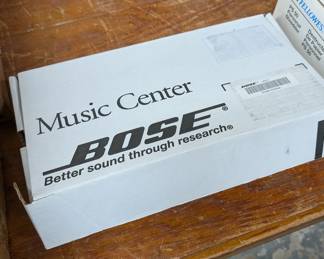 Music Center
BOSE®
Better sound through research®